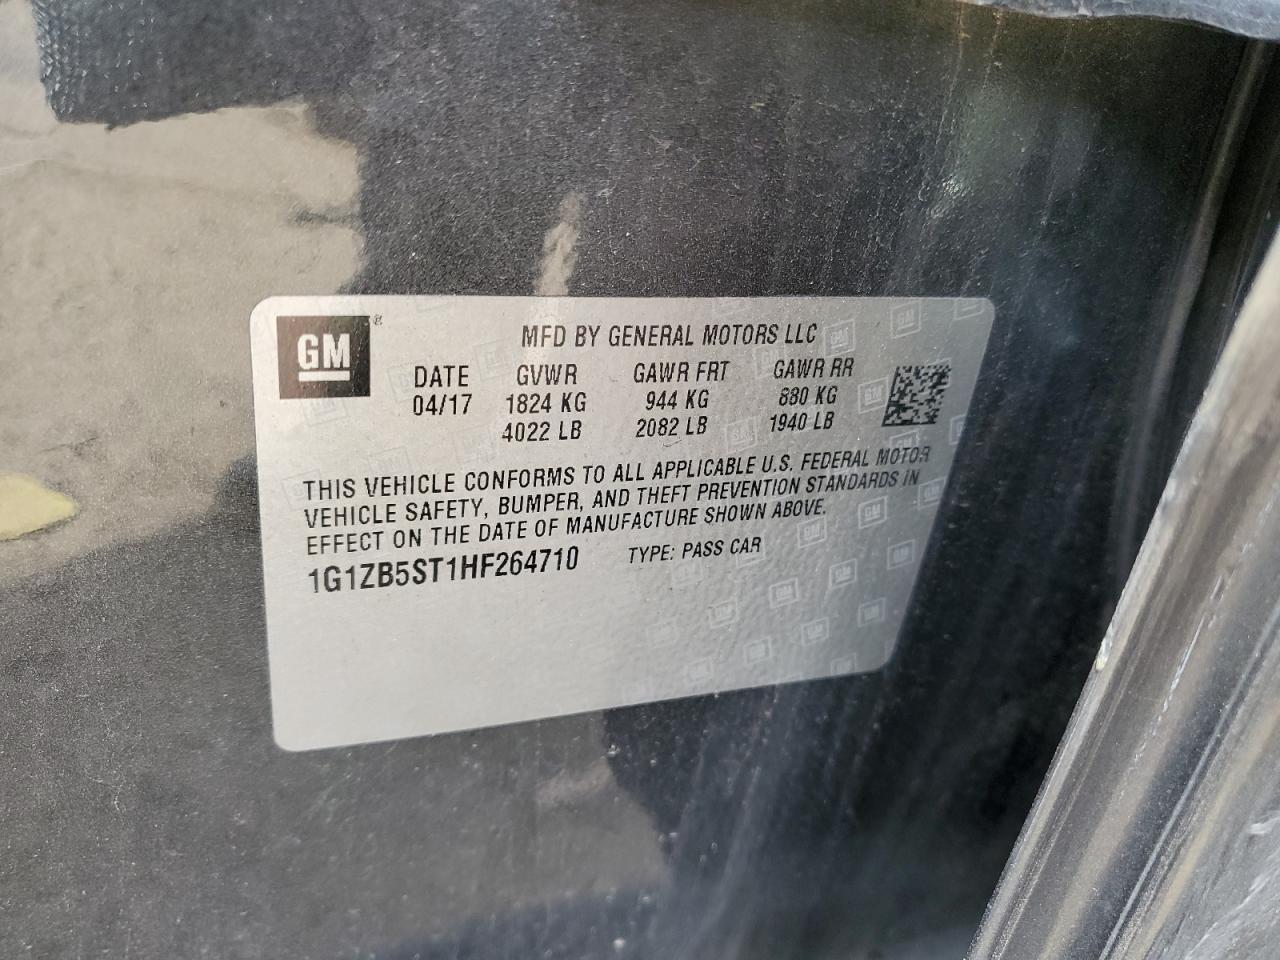 GM®
MFD BY GENERAL MOTORS LLC
DATE GVWR GAWR FRT GAWR RR
04/17 1824 KG 944 KG 880 KG
4022 LB 2082 LB 1940 LB
THIS VEHICLE CONFORMS TO ALL APPLICABLE U.S. FEDERAL MOTOR
VEHICLE SAFETY, BUMPER, AND THEFT PREVENTION STANDARDS IN
EFFECT ON THE DATE OF MANUFACTURE SHOWN ABOVE.
1G1ZB5ST1HF264710 TYPE: PASS CAR